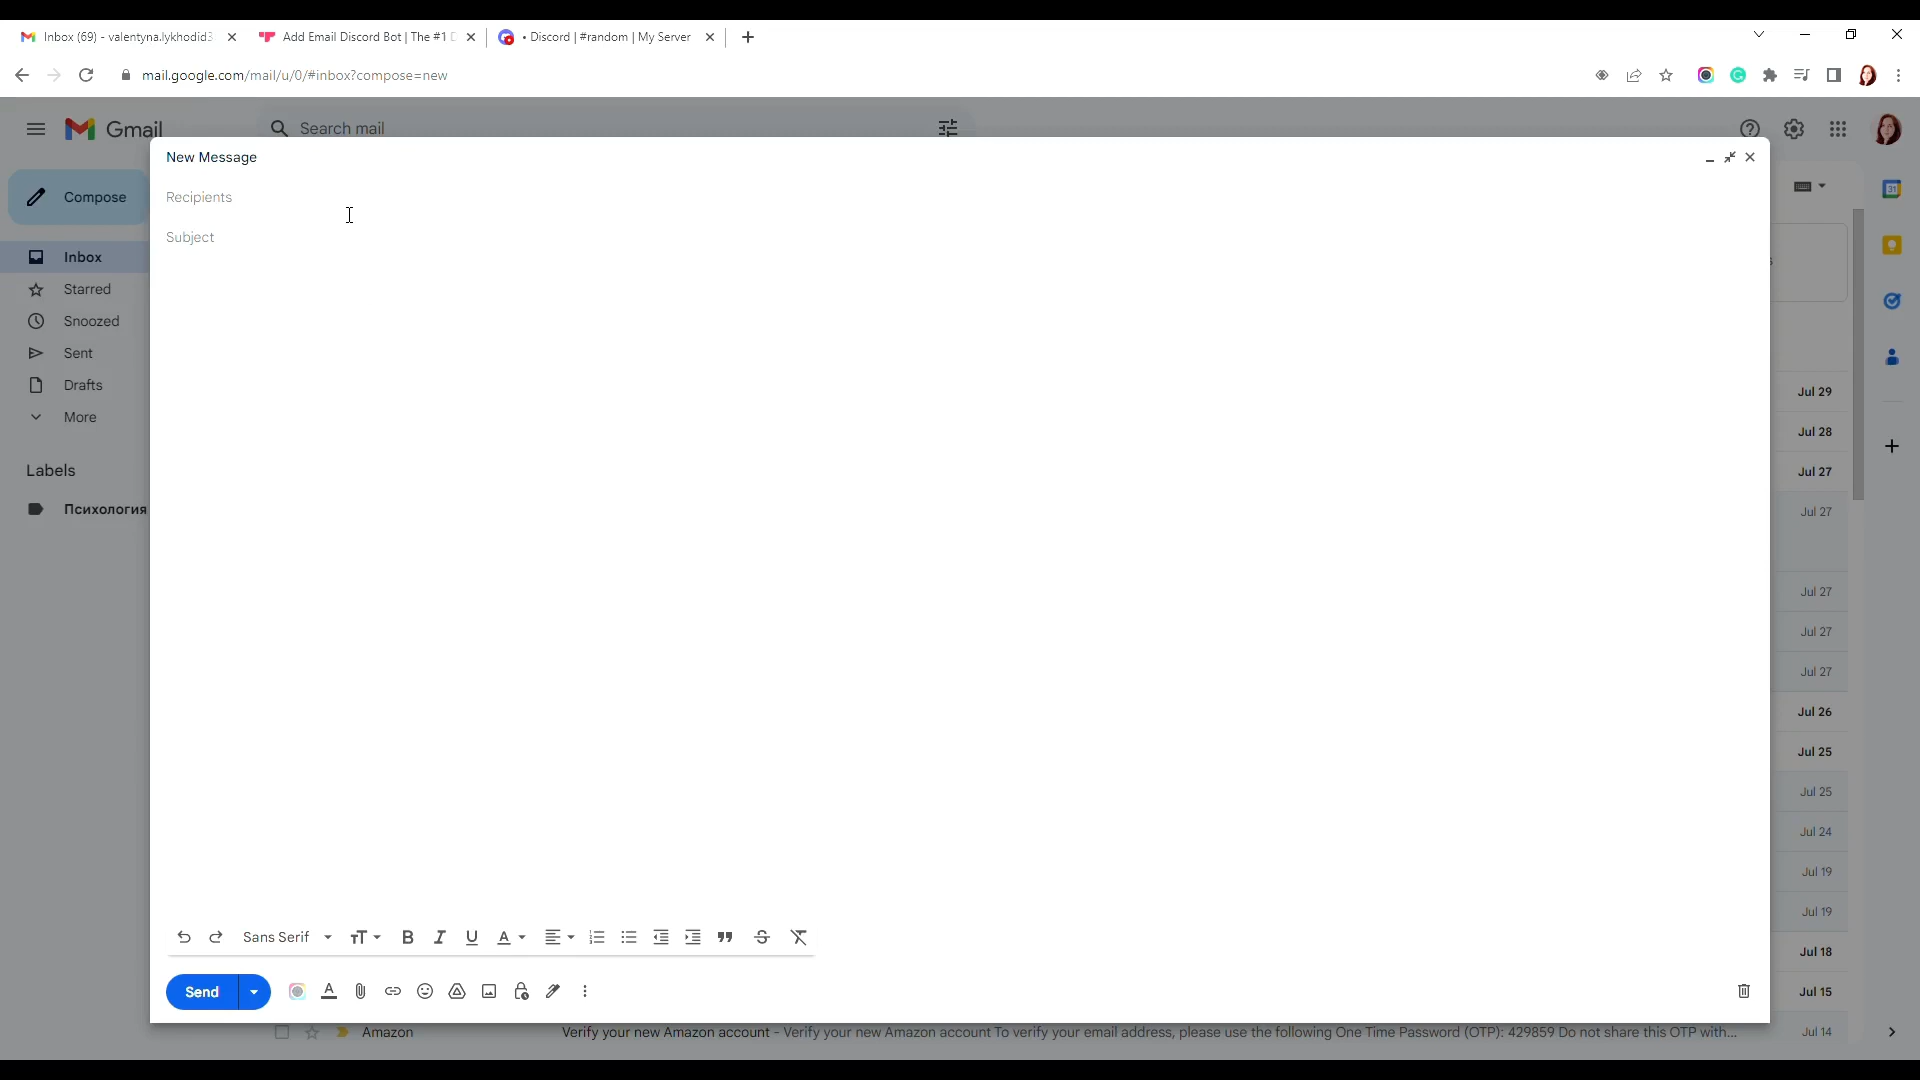 Inbox (69) - valentyna.lykhodid3
Add Email Discord Bot | The #1 D
• Discord | #random | My Server
mail.google.com/mail/u/0/#inbox?compose=new
Gmail
Search mail
New Message
Recipients
Subject
Compose
Inbox
Starred
Snoozed
Sent
Drafts
More
Labels
Психология
31
Jul 29
Jul 28
Jul 27
Jul 27
Jul 27
Jul 27
Jul 27
Jul 26
Jul 25
Jul 25
Jul 24
Jul 19
Jul 19
Jul 18
Jul 15
Sans Serif
Send
Amazon Verify your new Amazon account - Verify your new Amazon account To verify your email address, please use the following One Time Password (OTP): 429859 Do not share this OTP with... Jul 14